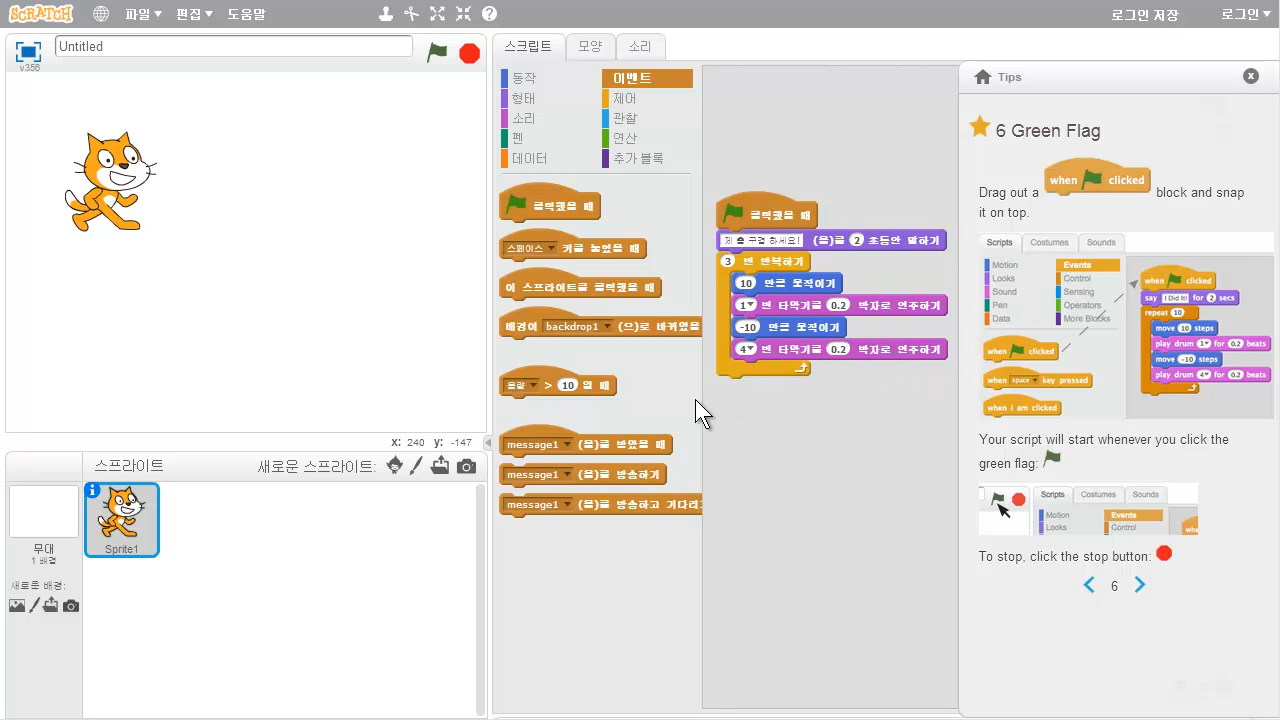 SCRATCH
파일 편집 도움말
로그인 저장 로그인
v356
Untitled
스크립트 모양 소리
동작 이벤트
형태 제어
소리 관찰
펜 연산
데이터 추가 블록
클릭했을 때
스페이스 키를 눌렀을 때
이 스프라이트를 클릭했을 때
배경이 backdrop1 (으)로 바뀌었을
음량 > 10 일 때
message1 (을)를 받았을 때
message1 (을)를 방송하기
message1 (을)를 방송하고 기다리기
클릭했을 때
제 춤 구경 하세요! (을)를 2 초동안 말하기
3 번 반복하기
10 만큼 움직이기
1 번 타악기를 0.2 박자로 연주하기
-10 만큼 움직이기
4 번 타악기를 0.2 박자로 연주하기
x: 240 y: -147
스프라이트 새로운 스프라이트:
무대
1 배경
새로운 배경:
Sprite1
Tips
6 Green Flag
Drag out a when clicked block and snap
it on top.
Scripts Costumes Sounds
Motion Events
Looks Control
Sound Sensing
Pen Operators
Data More Blocks
when clicked
when space key pressed
when I am clicked
when clicked
say I Did It! for 2 secs
repeat 10
move 10 steps
play drum 1 for 0.2 beats
move -10 steps
play drum 4 for 0.2 beats
Your script will start whenever you click the
green flag:
Scripts Costumes Sounds
Motion Events
Looks Control
To stop, click the stop button:
6